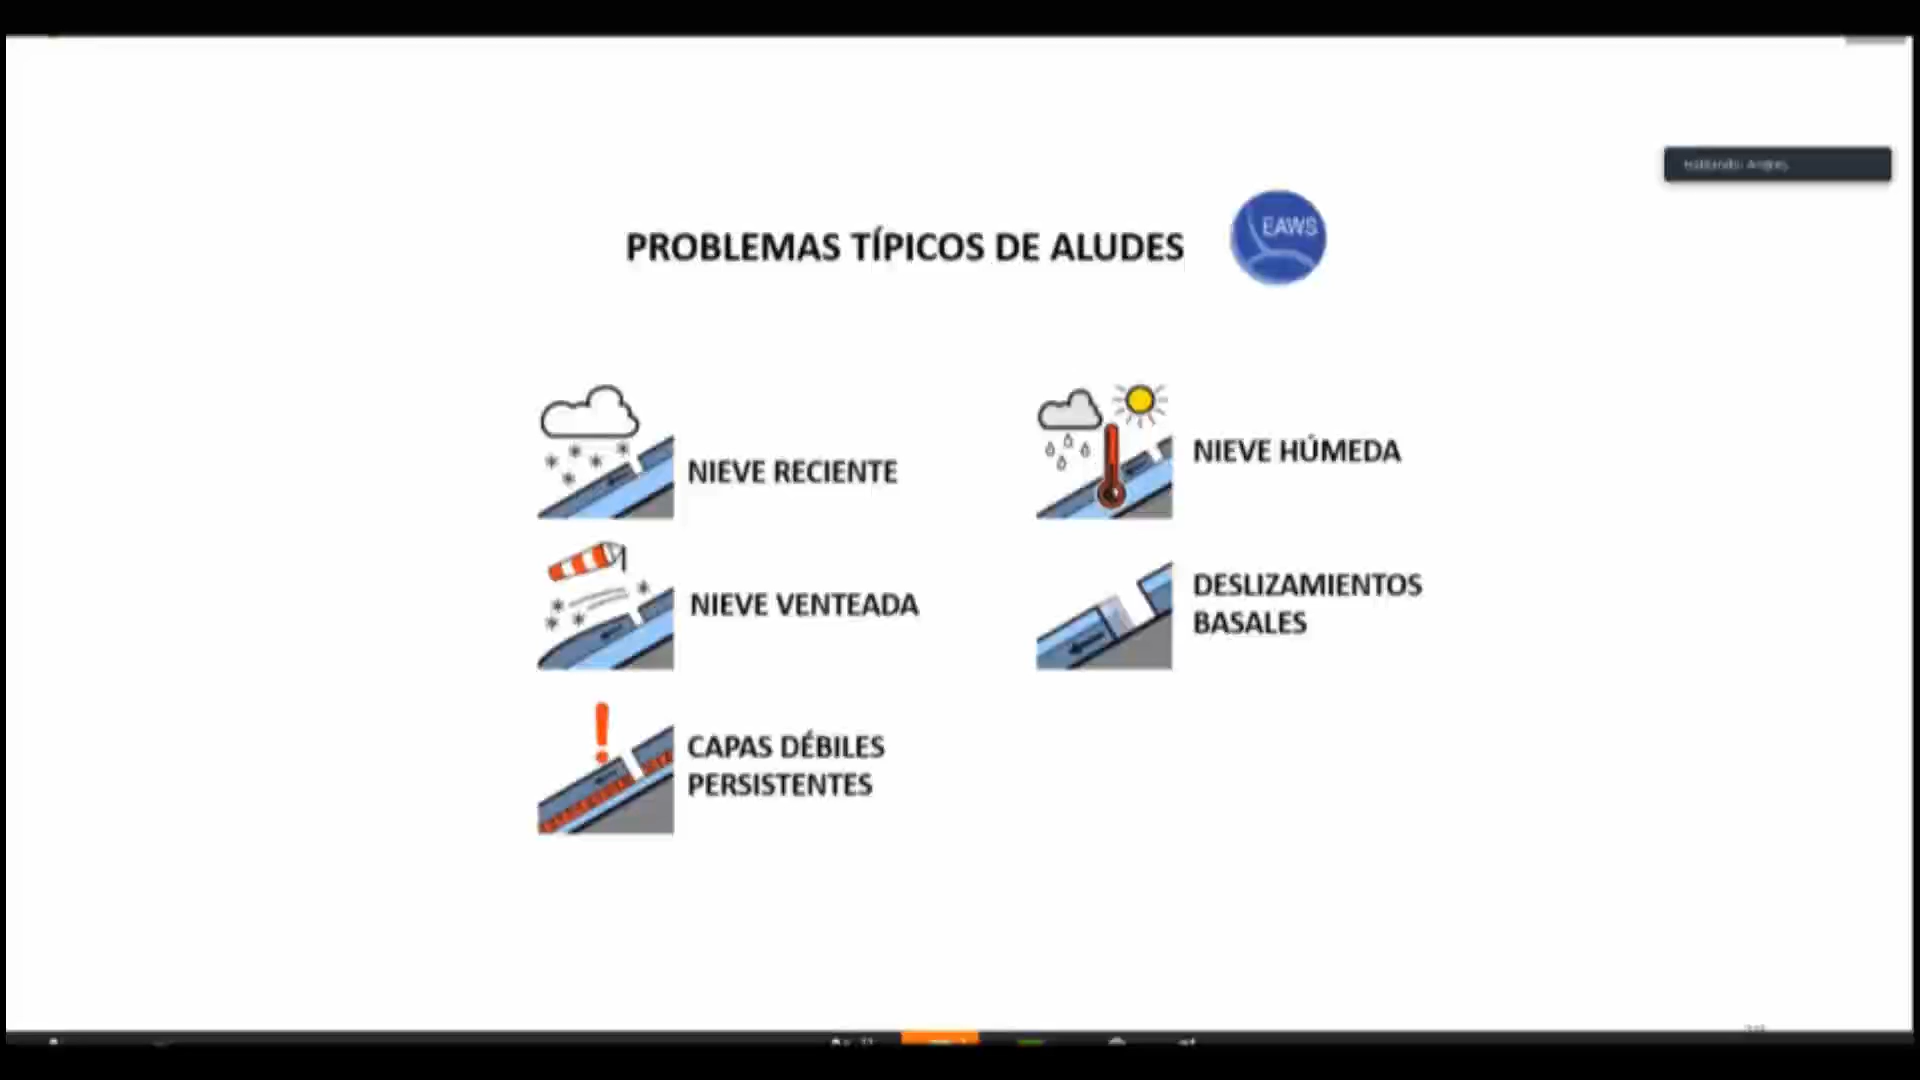 PROBLEMAS TÍPICOS DE ALUDES
EAWS
NIEVE RECIENTE
NIEVE HÚMEDA
NIEVE VENTEADA
DESLIZAMIENTOS
BASALES
CAPAS DÉBILES
PERSISTENTES